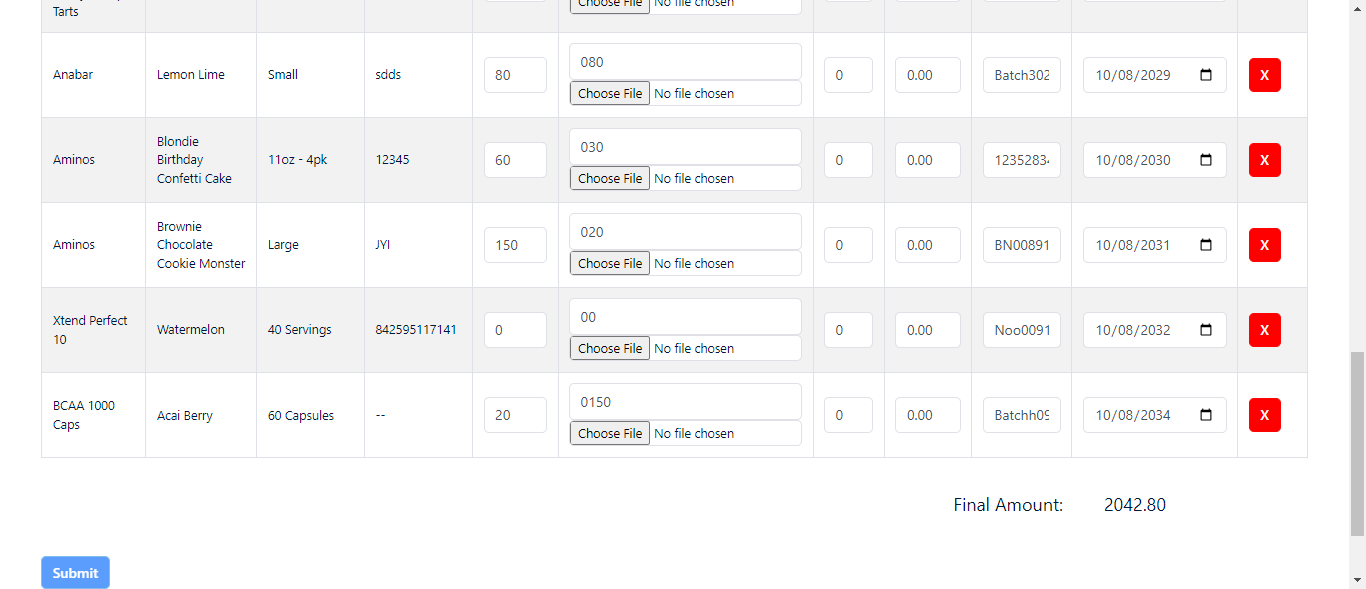 Tarts
Choose File No file chosen
Anabar Lemon Lime Small sdds 80 080 0 0.00 Batch302 10/08/2029 X
Choose File No file chosen
Aminos Blondie Birthday Confetti Cake 11oz - 4pk 12345 60 030 0 0.00 1235283 10/08/2030 X
Choose File No file chosen
Aminos Brownie Chocolate Cookie Monster Large JYI 150 020 0 0.00 BN00891 10/08/2031 X
Choose File No file chosen
Xtend Perfect 10 Watermelon 40 Servings 842595117141 0 00 0 0.00 Noo0091 10/08/2032 X
Choose File No file chosen
BCAA 1000 Caps Acai Berry 60 Capsules -- 20 0150 0 0.00 Batchh09 10/08/2034 X
Choose File No file chosen
Final Amount: 2042.80
Submit